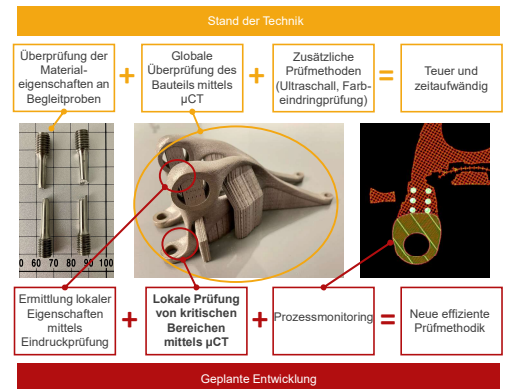 Stand der Technik
Überprüfung der
Material-
eigenschaften an
Begleitproben
+
Globale
Überprüfung des
Bauteils mittels
µCT
+
Zusätzliche
Prüfmethoden
(Ultraschall, Farb-
eindringprüfung)
=
Teuer und
zeitaufwändig
0 60 70 80 90 100
Ermittlung lokaler
Eigenschaften
mittels
Eindruckprüfung
+
Lokale Prüfung
von kritischen
Bereichen
mittels µCT
+
Prozessmonitoring
=
Neue effiziente
Prüfmethodik
Geplante Entwicklung